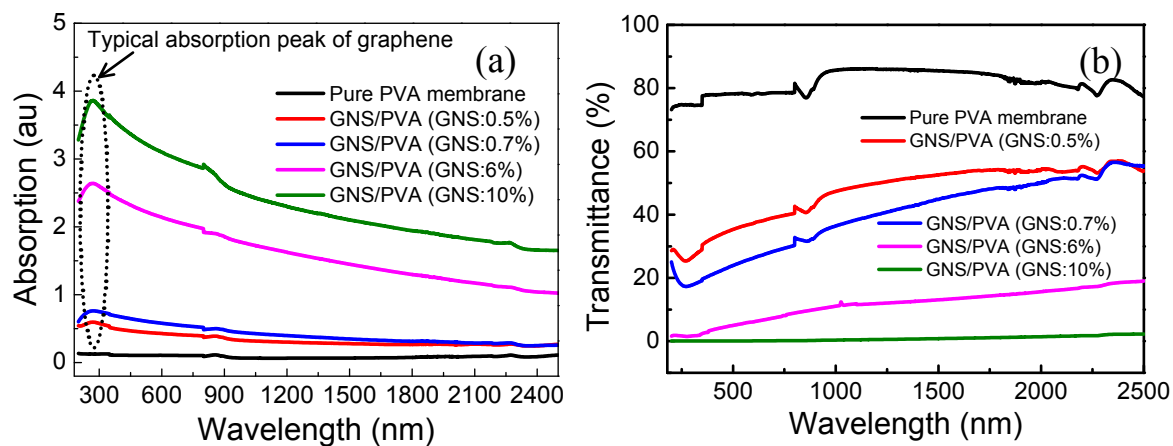 Typical absorption peak of graphene
(a)
Pure PVA membrane
GNS/PVA (GNS:0.5%)
GNS/PVA (GNS:0.7%)
GNS/PVA (GNS:6%)
GNS/PVA (GNS:10%)
Absorption (au)
5
4
3
2
1
0
300 600 900 1200 1500 1800 2100 2400
Wavelength (nm)
(b)
Pure PVA membrane
GNS/PVA (GNS:0.5%)
GNS/PVA (GNS:0.7%)
GNS/PVA (GNS:6%)
GNS/PVA (GNS:10%)
Transmittance (%)
100
80
60
40
20
0
500 1000 1500 2000 2500
Wavelength (nm)